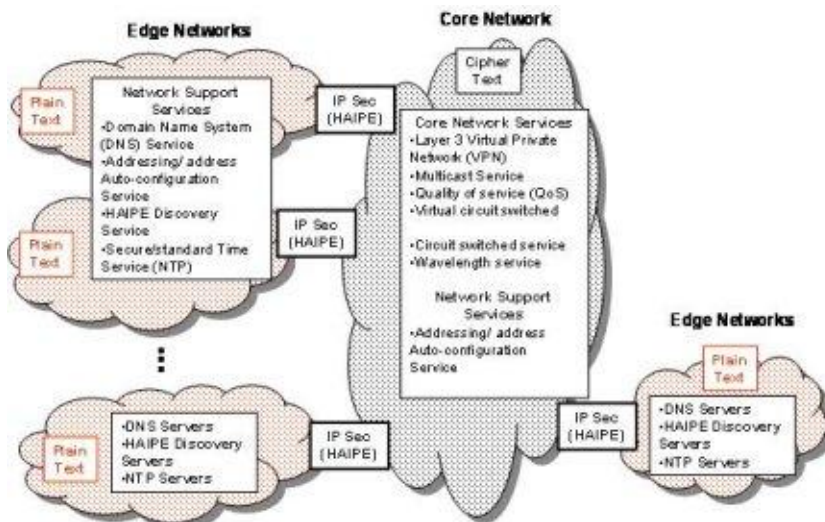 Edge Networks
Core Network
Plain
Text
Network Support
Services
•Domain Name System
(DNS) Service
•Addressing/ address
Auto-configuration
Service
•HAIPE Discovery
Service
•Secure/standard Time
Service (NTP)
IP Sec
(HAIPE)
Cipher
Text
Core Network Services
•Layer 3 Virtual Private
Network (VPN)
•Multicast Service
•Quality of service (QoS)
•Virtual circuit switched
•Circuit switched service
•Wavelength service
Network Support
Services
•Addressing/ address
Auto-configuration
Service
Plain
Text
IP Sec
(HAIPE)
Plain
Text
•DNS Servers
•HAIPE Discovery
Servers
•NTP Servers
IP Sec
(HAIPE)
Edge Networks
IP Sec
(HAIPE)
Plain
Text
•DNS Servers
•HAIPE Discovery
Servers
•NTP Servers